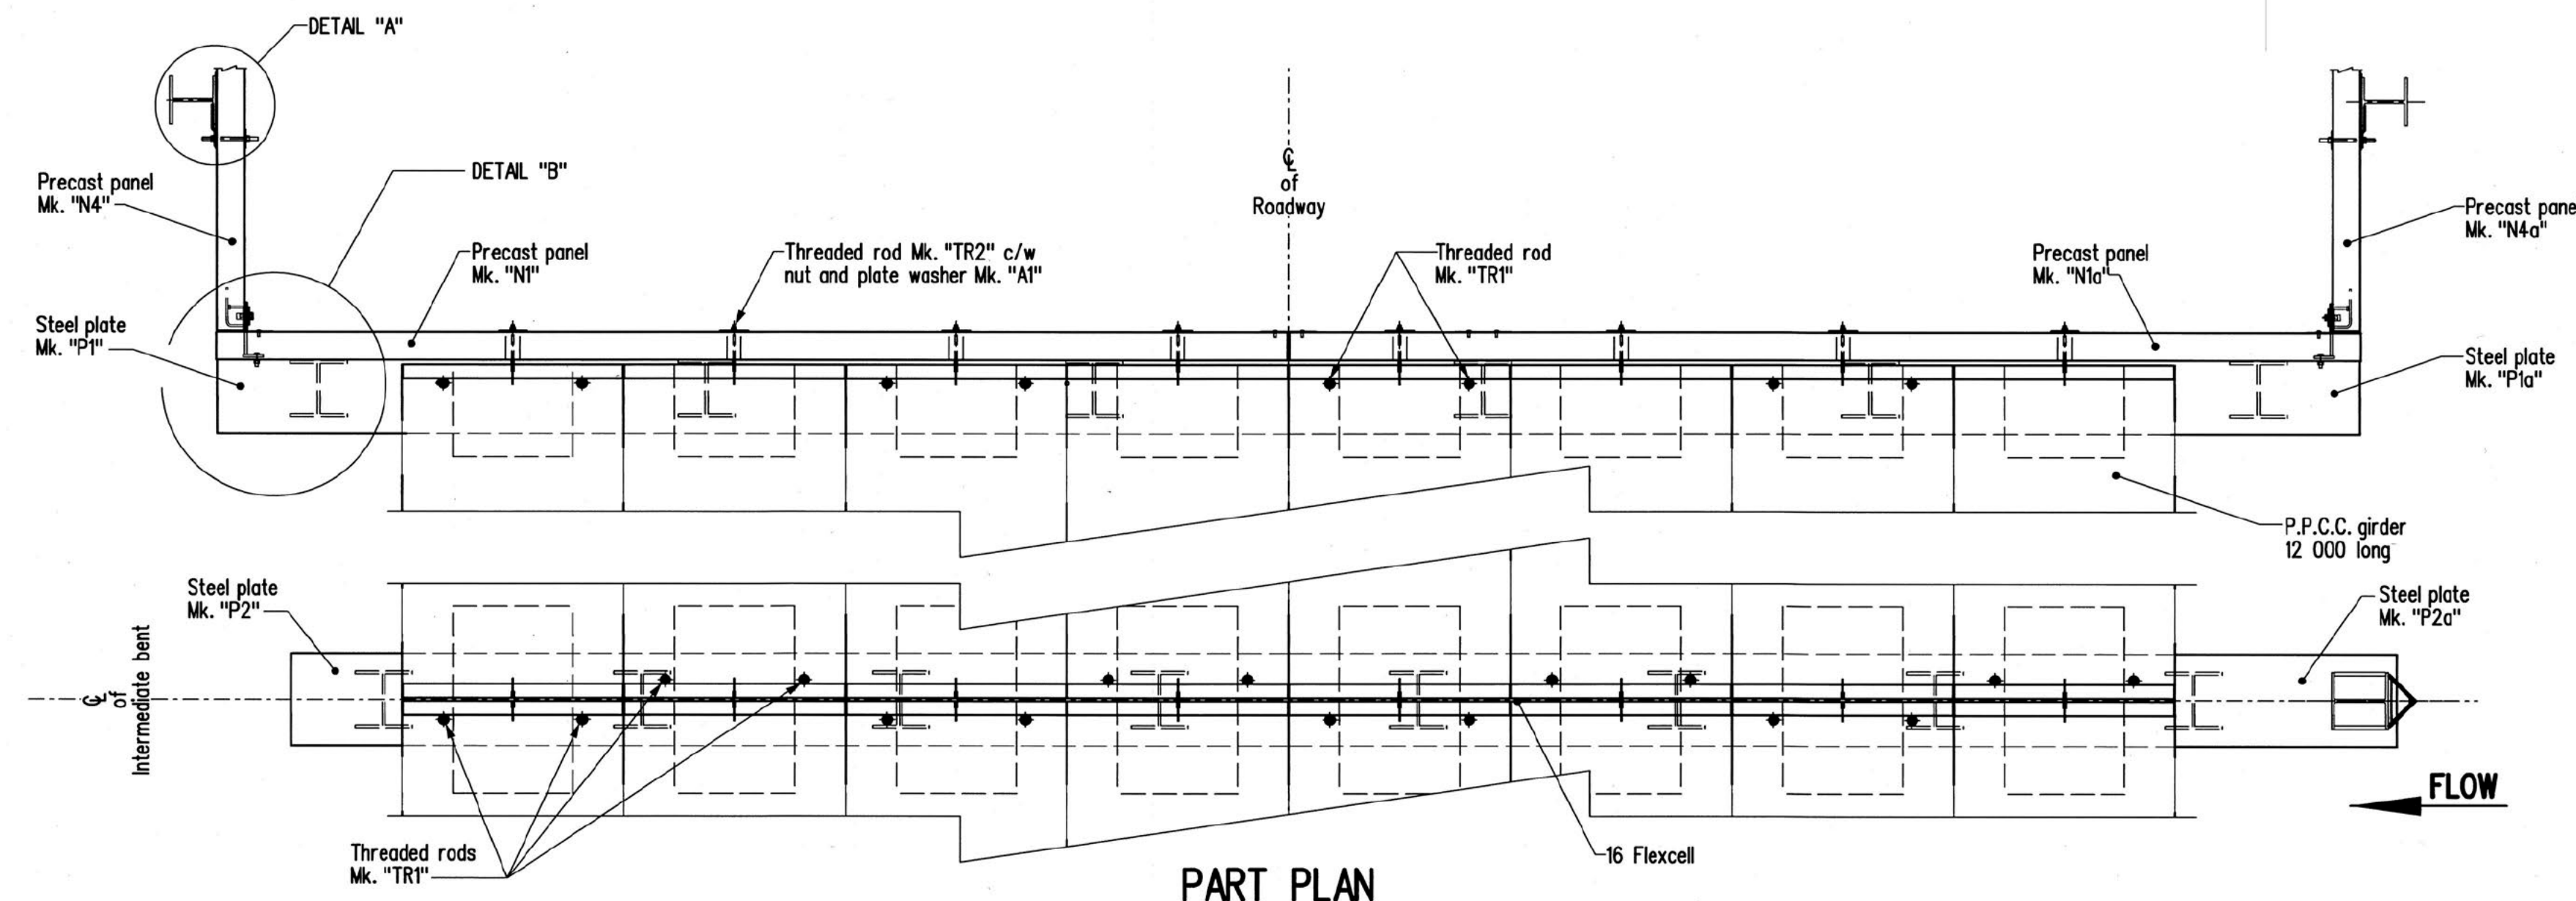 DETAIL "A"
Precast panel
Mk. "N4"
DETAIL "B"
℄
of
Roadway
Precast panel
Mk. "N1"
Threaded rod Mk. "TR2" c/w
nut and plate washer Mk. "A1"
Threaded rod
Mk. "TR1"
Precast panel
Mk. "N1a"
Precast pane
Mk. "N4a"
Steel plate
Mk. "P1"
Steel plate
Mk. "P1a"
P.P.C.C. girder
12 000 long
Steel plate
Mk. "P2"
Steel plate
Mk. "P2a"
℄
of
Intermediate bent
FLOW
Threaded rods
Mk. "TR1"
16 Flexcell
PART PLAN